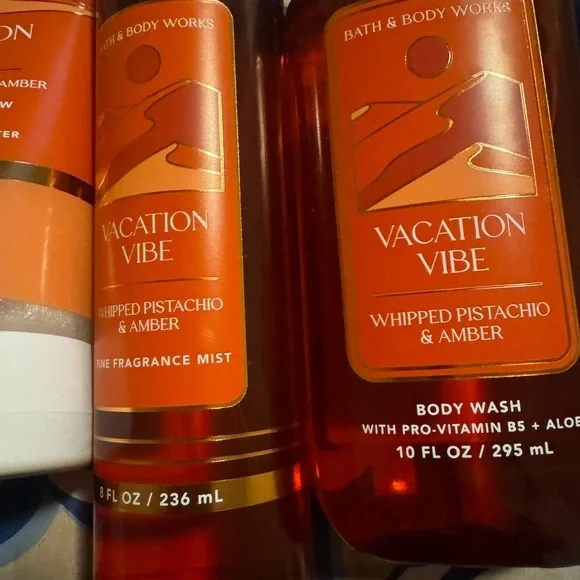 ON
AMBER
W
TER
BATH & BODY WORKS
VACATION
VIBE
WHIPPED PISTACHIO
& AMBER
FINE FRAGRANCE MIST
8 FL OZ / 236 mL
BATH & BODY WORKS
VACATION
VIBE
WHIPPED PISTACHIO
& AMBER
BODY WASH
WITH PRO-VITAMIN B5 + ALOE
10 FL OZ / 295 mL